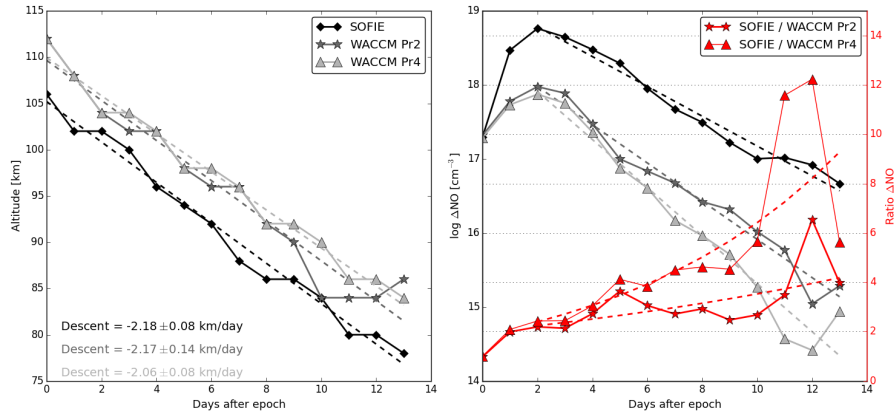 115
110
105
100
95
90
85
80
75
Altitude [km]
SOFIE
WACCM Pr2
WACCM Pr4
Descent = -2.18±0.08 km/day
Descent = -2.17±0.14 km/day
Descent = -2.06±0.08 km/day
0 2 4 6 8 10 12 14
Days after epoch
19
18
17
16
15
14
log ΔNO [cm⁻³]
SOFIE / WACCM Pr2
SOFIE / WACCM Pr4
14
12
10
8
6
4
2
0
Ratio ΔNO
0 2 4 6 8 10 12 14
Days after epoch